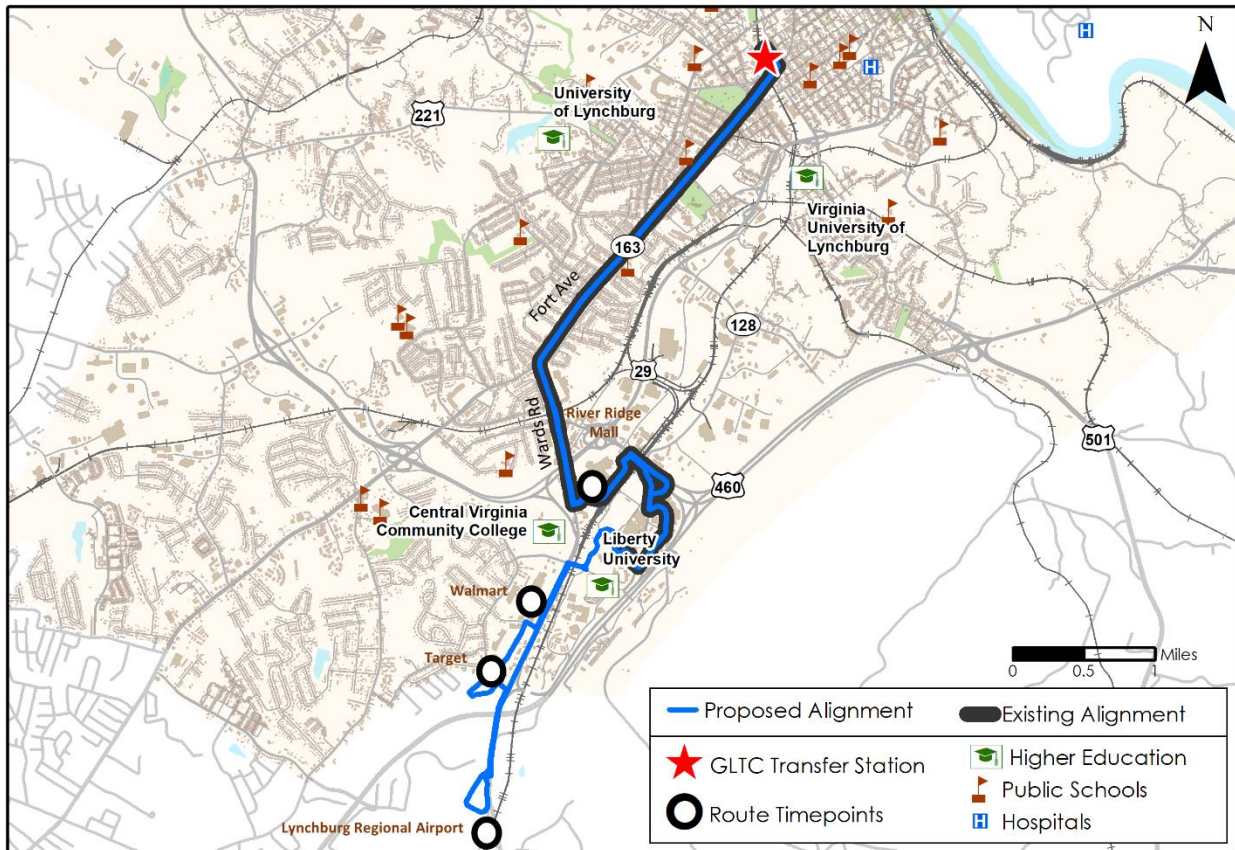 N
University
of Lynchburg
221
Virginia
University of
Lynchburg
163
Fort Ave
128
29
River Ridge
Mall
Wards Rd
501
460
Central Virginia
Community College
Liberty
University
Walmart
Target
Miles
0 0.5 1
Lynchburg Regional Airport
Proposed Alignment
Existing Alignment
GLTC Transfer Station
Route Timepoints
Higher Education
Public Schools
H Hospitals
H
H